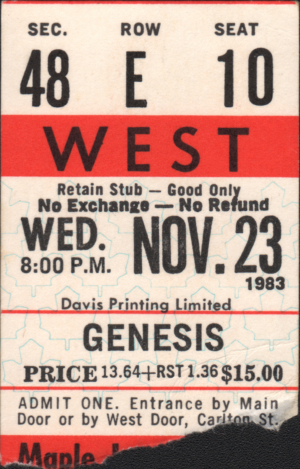 SEC. ROW SEAT
48 E 10
WEST
Retain Stub — Good Only
No Exchange — No Refund
WED. NOV. 23
8:00 P.M. 1983
Davis Printing Limited
GENESIS
PRICE 13.64+RST 1.36 $15.00
ADMIT ONE. Entrance by Main
Door or by West Door, Carlton St.
Maple